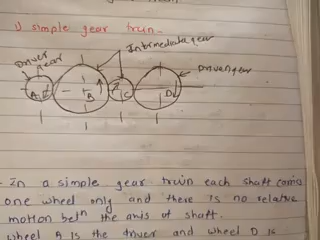 1) simple gear train.
Intermediate gear
Driver
gear
Driven gear
A
B
C
D
- In a simple gear train each shaft carries
one wheel only and there is no relative
motion betn the axis of shaft.
wheel A is the driver and wheel D is